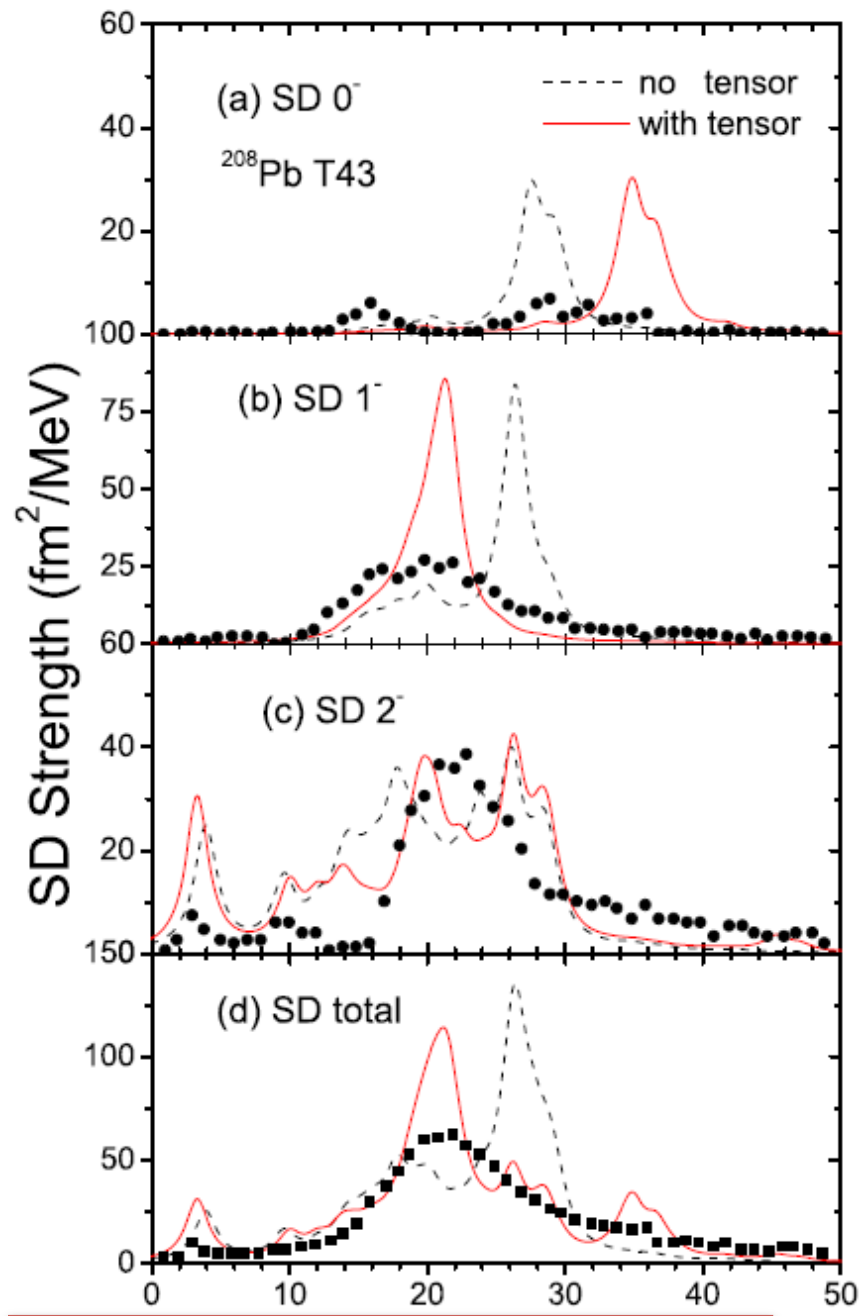 60
50
40
30
20
100
(a) SD 0⁻
²⁰⁸Pb T43
no tensor
with tensor
75
50
25
60
(b) SD 1⁻
40
20
150
(c) SD 2⁻
100
50
0
(d) SD total
0 10 20 30 40 50
SD Strength (fm²/MeV)